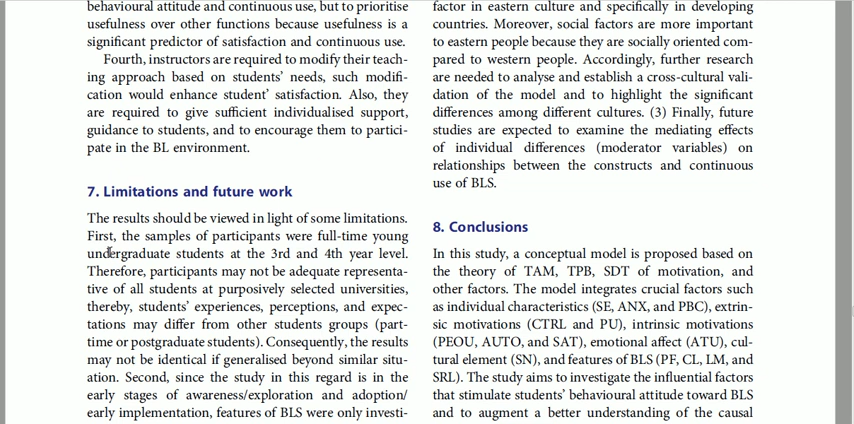 behavioural attitude and continuous use, but to prioritise
usefulness over other functions because usefulness is a
significant predictor of satisfaction and continuous use.
Fourth, instructors are required to modify their teach-
ing approach based on students’ needs, such modifi-
cation would enhance student’ satisfaction. Also, they
are required to give sufficient individualised support,
guidance to students, and to encourage them to partici-
pate in the BL environment.
7. Limitations and future work
The results should be viewed in light of some limitations.
First, the samples of participants were full-time young
undergraduate students at the 3rd and 4th year level.
Therefore, participants may not be adequate representa-
tive of all students at purposively selected universities,
thereby, students’ experiences, perceptions, and expec-
tations may differ from other students groups (part-
time or postgraduate students). Consequently, the results
may not be identical if generalised beyond similar situ-
ation. Second, since the study in this regard is in the
early stages of awareness/exploration and adoption/
early implementation, features of BLS were only investi-
factor in eastern culture and specifically in developing
countries. Moreover, social factors are more important
to eastern people because they are socially oriented com-
pared to western people. Accordingly, further research
are needed to analyse and establish a cross-cultural vali-
dation of the model and to highlight the significant
differences among different cultures. (3) Finally, future
studies are expected to examine the mediating effects
of individual differences (moderator variables) on
relationships between the constructs and continuous
use of BLS.
8. Conclusions
In this study, a conceptual model is proposed based on
the theory of TAM, TPB, SDT of motivation, and
other factors. The model integrates crucial factors such
as individual characteristics (SE, ANX, and PBC), extrin-
sic motivations (CTRL and PU), intrinsic motivations
(PEOU, AUTO, and SAT), emotional affect (ATU), cul-
tural element (SN), and features of BLS (PF, CL, LM, and
SRL). The study aims to investigate the influential factors
that stimulate students’ behavioural attitude toward BLS
and to augment a better understanding of the causal